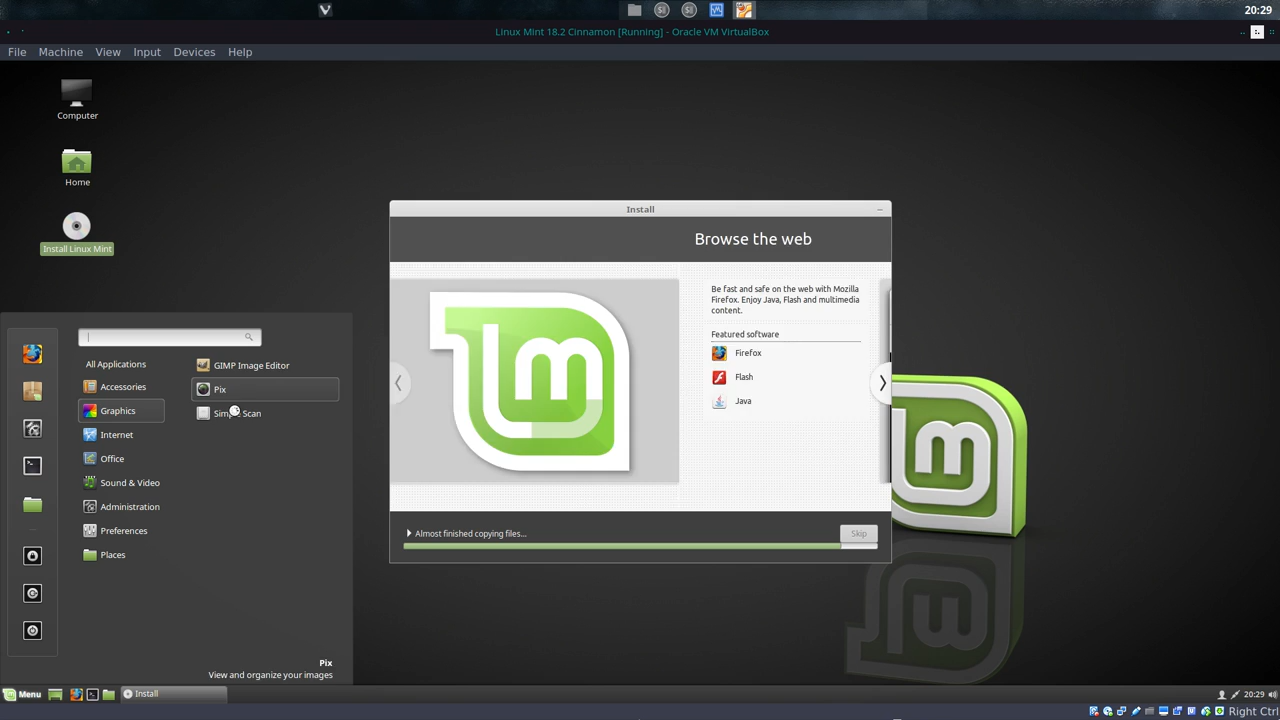 20:29
Linux Mint 18.2 Cinnamon [Running] - Oracle VM VirtualBox
File Machine View Input Devices Help
Computer
Home
Install Linux Mint
Install
Browse the web
Be fast and safe on the web with Mozilla
Firefox. Enjoy Java, Flash and multimedia
content.
Featured software
Firefox
Flash
Java
Almost finished copying files...
Skip
All Applications
Accessories
Graphics
Internet
Office
Sound & Video
Administration
Preferences
Places
GIMP Image Editor
Pix
Scan
Pix
View and organize your images
Menu
Install
20:29
Right Ctrl